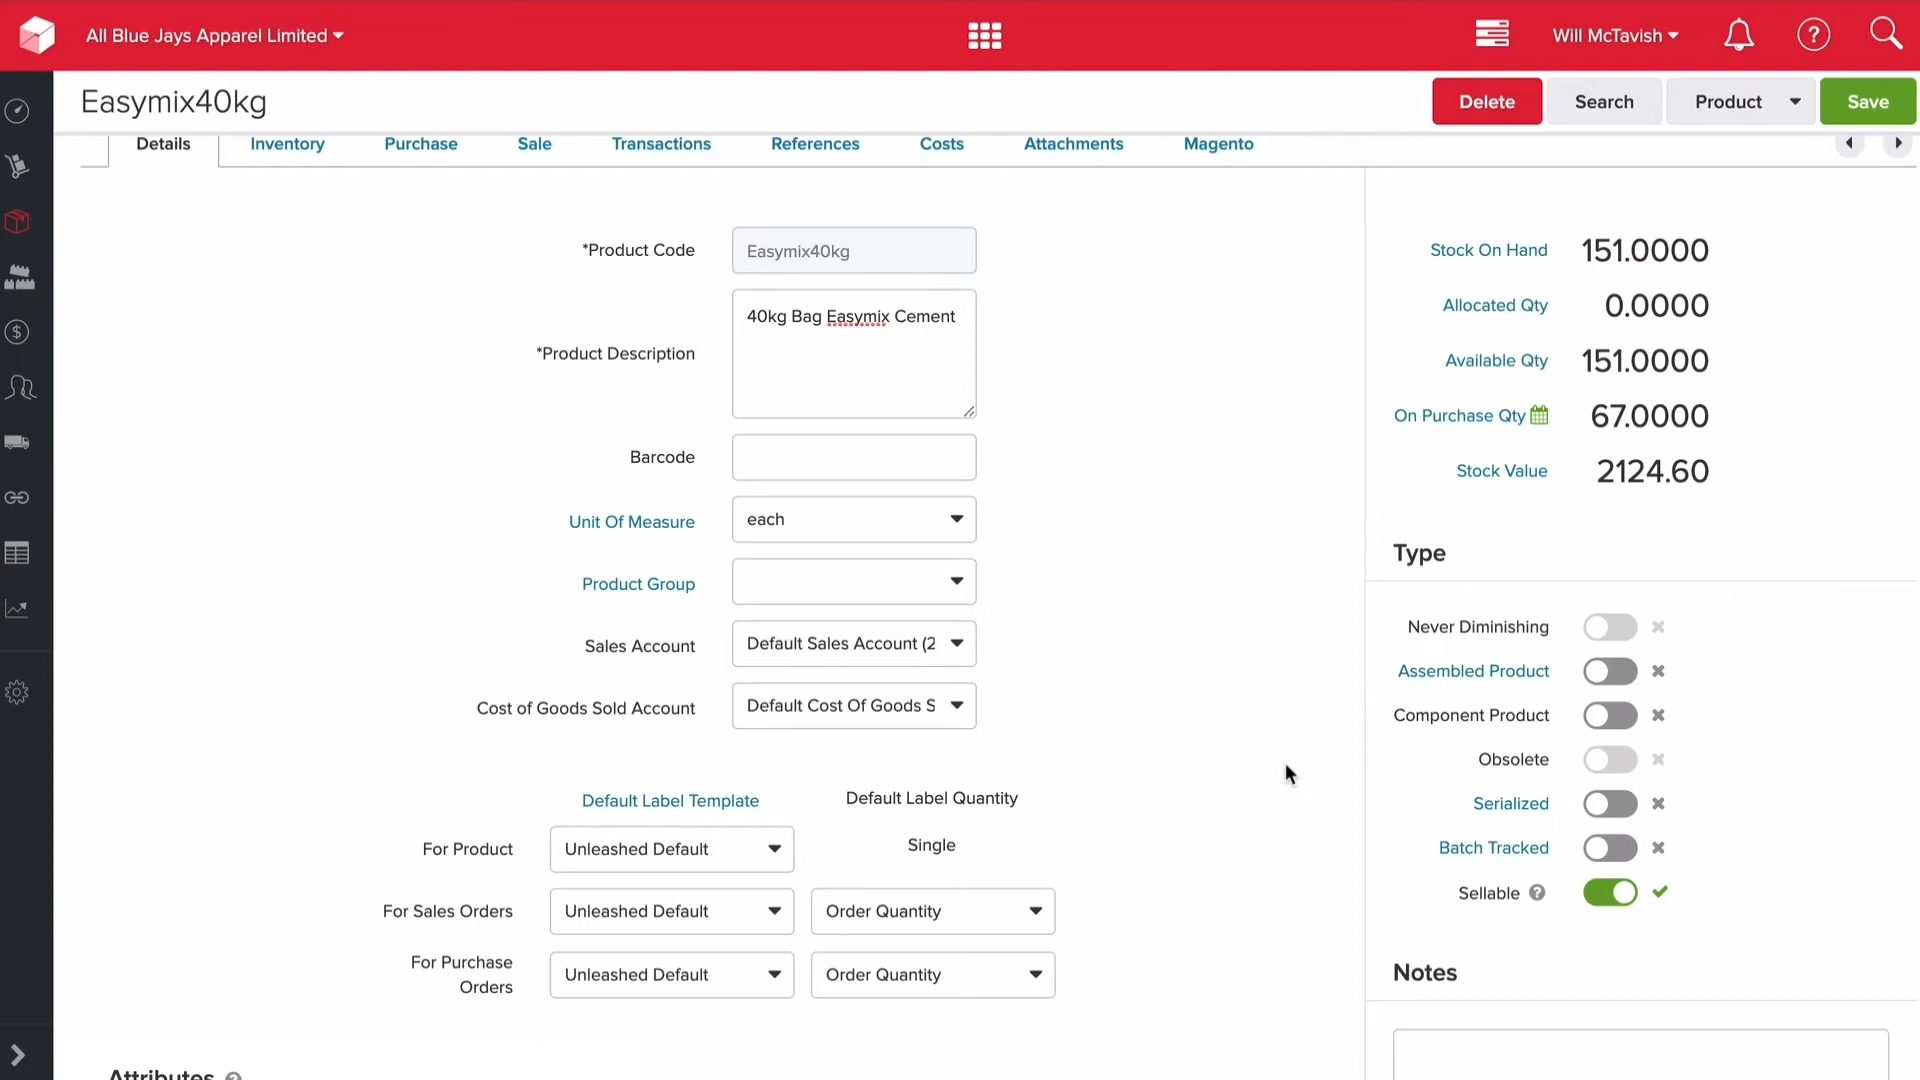 All Blue Jays Apparel Limited
Will McTavish
Easymix40kg
Delete
Search
Product
Save
Details
Inventory
Purchase
Sale
Transactions
References
Costs
Attachments
Magento
*Product Code
Easymix40kg
*Product Description
40kg Bag Easymix Cement
Barcode
Unit Of Measure
each
Product Group
Sales Account
Default Sales Account (2
Cost of Goods Sold Account
Default Cost Of Goods S
Default Label Template
Default Label Quantity
For Product
Unleashed Default
Single
For Sales Orders
Unleashed Default
Order Quantity
For Purchase
Orders
Unleashed Default
Order Quantity
Attributes ?
Stock On Hand 151.0000
Allocated Qty 0.0000
Available Qty 151.0000
On Purchase Qty 67.0000
Stock Value 2124.60
Type
Never Diminishing
Assembled Product
Component Product
Obsolete
Serialized
Batch Tracked
Sellable ?
Notes